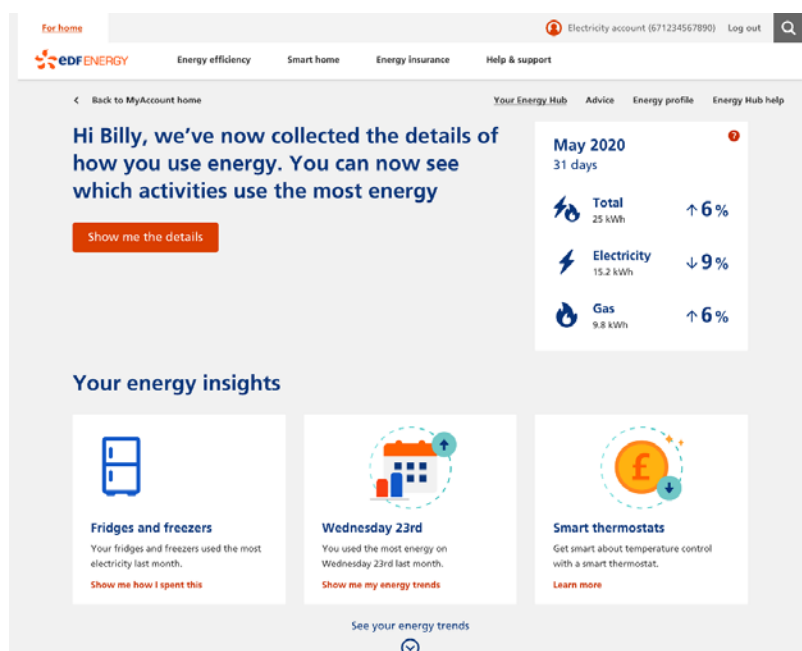 For home
Electricity account (671234567890) Log out
eDF ENERGY
Energy efficiency Smart home Energy insurance Help & support
Back to MyAccount home
Your Energy Hub Advice Energy profile Energy Hub help
Hi Billy, we've now collected the details of
how you use energy. You can now see
which activities use the most energy
Show me the details
May 2020 ?
31 days
Total
25 kWh
↑6%
Electricity
15.2 kWh
↓9%
Gas
9.8 kWh
↑6%
Your energy insights
Fridges and freezers
Your fridges and freezers used the most
electricity last month.
Show me how I spent this
Wednesday 23rd
You used the most energy on
Wednesday 23rd last month.
Show me my energy trends
£
Smart thermostats
Get smart about temperature control
with a smart thermostat.
Learn more
See your energy trends